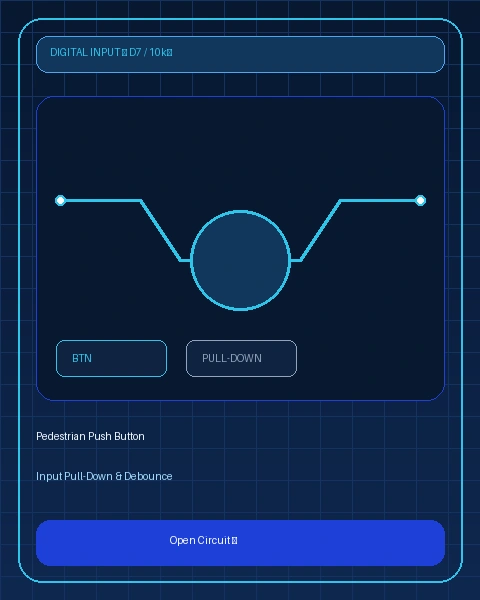 DIGITAL INPUT▯ D7 / 10k▯
BTN
PULL-DOWN
Pedestrian Push Button
Input Pull-Down & Debounce
Open Circuit▯